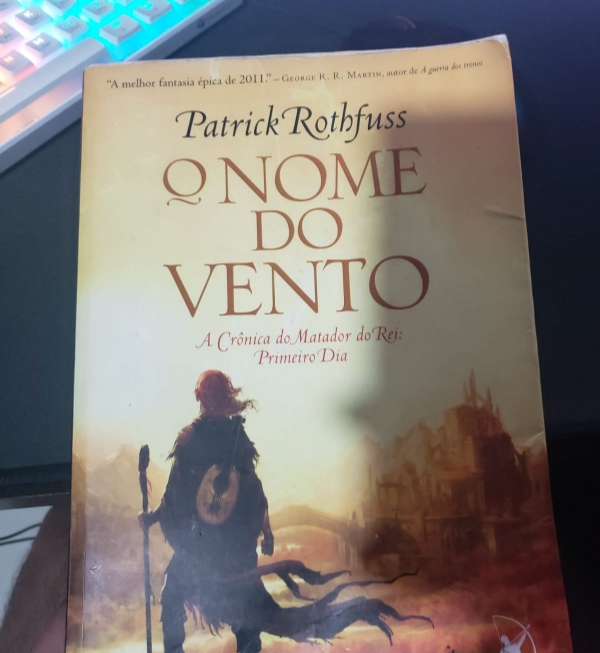 “A melhor fantasia épica de 2011.” – George R. R. Martin, autor de A guerra dos tronos
Patrick Rothfuss
O NOME
DO
VENTO
A Crônica do Matador do Rei:
Primeiro Dia